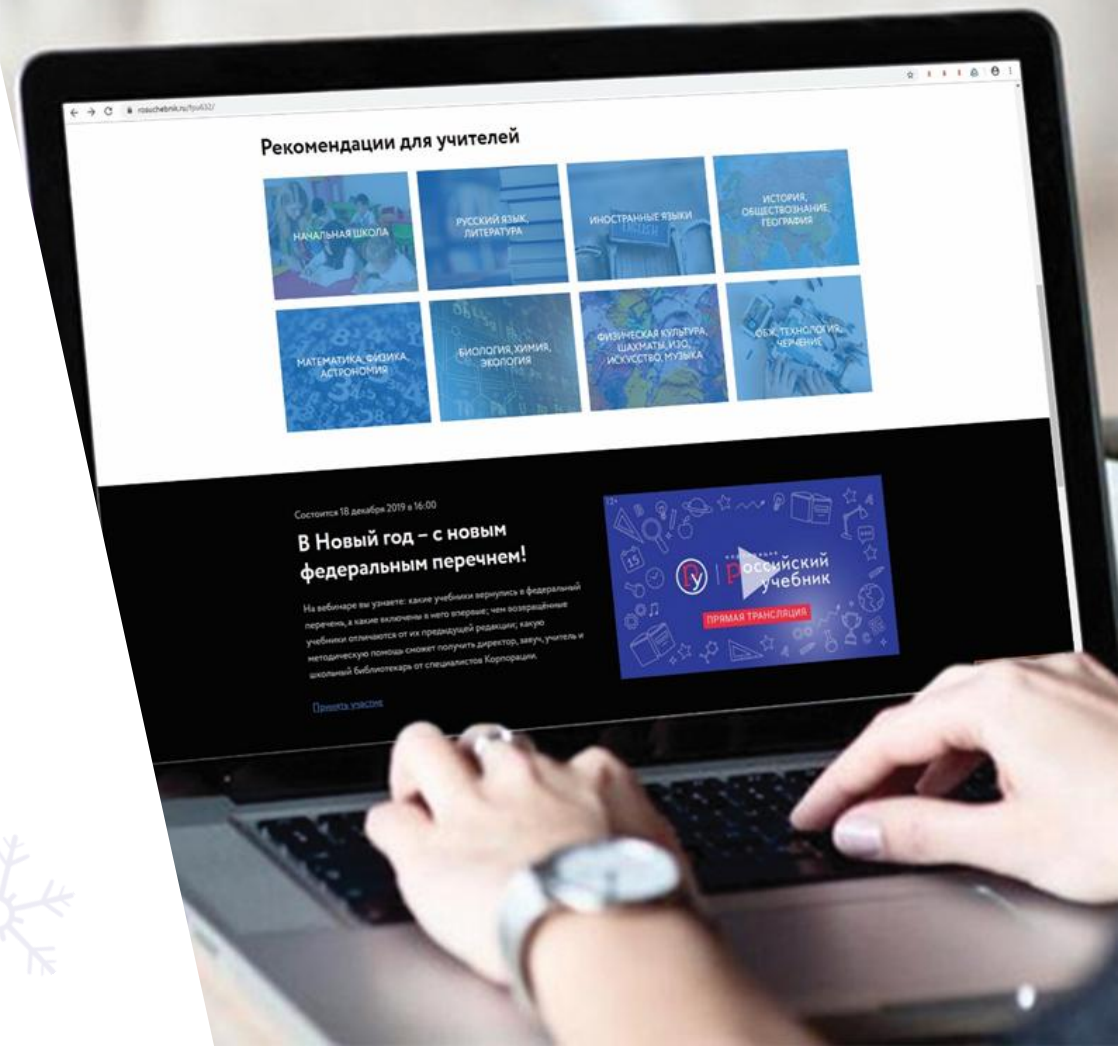 rosuchebnik.ru/fpu632/
Рекомендации для учителей
НАЧАЛЬНАЯ ШКОЛА
РУССКИЙ ЯЗЫК,
ЛИТЕРАТУРА
ИНОСТРАННЫЕ ЯЗЫКИ
ENGLISH
ИСТОРИЯ,
ОБЩЕСТВОЗНАНИЕ,
ГЕОГРАФИЯ
МАТЕМАТИКА, ФИЗИКА,
АСТРОНОМИЯ
БИОЛОГИЯ, ХИМИЯ,
ЭКОЛОГИЯ
ФИЗИЧЕСКАЯ КУЛЬТУРА,
ШАХМАТЫ, ИЗО,
ИСКУССТВО, МУЗЫКА
ОБЖ, ТЕХНОЛОГИЯ,
ЧЕРЧЕНИЕ
Состоится 18 декабря 2019 в 16:00
В Новый год – с новым
федеральным перечнем!
На вебинаре вы узнаете: какие учебники вернулись в федеральный
перечень, а какие включены в него впервые; чем возвращённые
учебники отличаются от их предыдущей редакции; какую
методическую помощь сможет получить директор, завуч, учитель и
школьный библиотекарь от специалистов Корпорации.
Принять участие
12+
15
Ру
корпорация
российский
учебник
ПРЯМАЯ ТРАНСЛЯЦИЯ